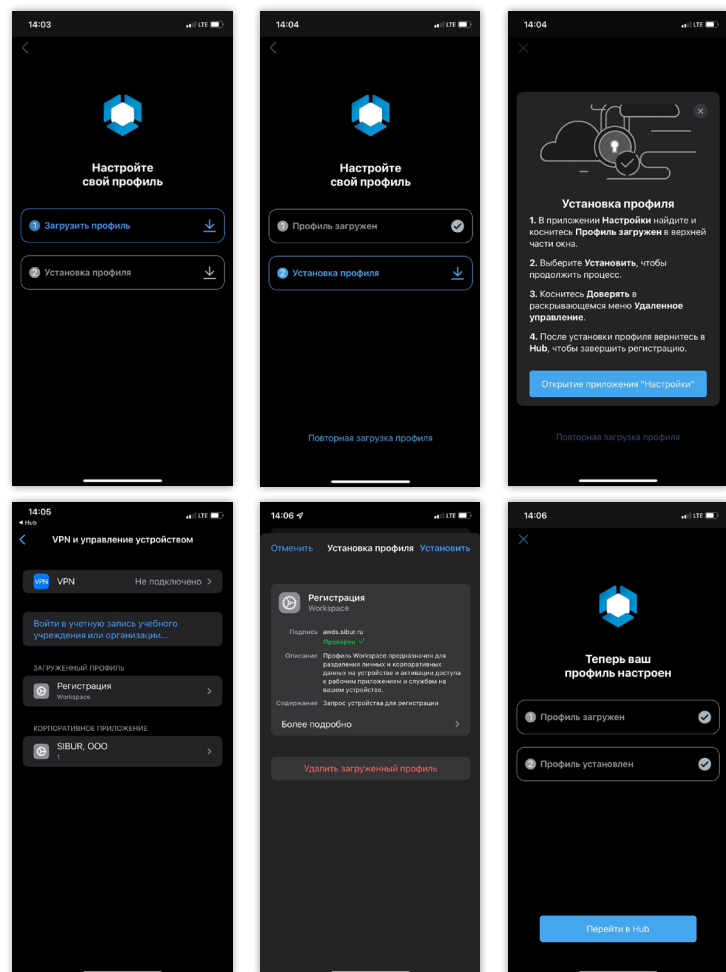 14:03
LTE
Настройте
свой профиль
1 Загрузить профиль
2 Установка профиля
14:04
LTE
Настройте
свой профиль
1 Профиль загружен
2 Установка профиля
Повторная загрузка профиля
14:04
LTE
Установка профиля
1. В приложении Настройки найдите и
коснитесь Профиль загружен в верхней
части окна.
2. Выберите Установить, чтобы
продолжить процесс.
3. Коснитесь Доверять в
раскрывающемся меню Удаленное
управление.
4. После установки профиля вернитесь в
Hub, чтобы завершить регистрацию.
Открытие приложения "Настройки"
Повторная загрузка профиля
14:05
LTE
Hub
VPN и управление устройством
VPN VPN Не подключено
Войти в учетную запись учебного
учреждения или организации...
ЗАГРУЖЕННЫЙ ПРОФИЛЬ
Регистрация
Workspace
КОРПОРАТИВНОЕ ПРИЛОЖЕНИЕ
SIBUR, OOO
1
14:06
LTE
Отменить Установка профиля Установить
Регистрация
Workspace
Подпись awds.sibur.ru
Проверен
Описание Профиль Workspace предназначен для
разделения личных и корпоративных
данных на устройстве и активации доступа
к рабочим приложениям и службам на
вашем устройстве.
Содержание Запрос устройства для регистрации
Более подробно
Удалить загруженный профиль
14:06
LTE
Теперь ваш
профиль настроен
1 Профиль загружен
2 Профиль установлен
Перейти в Hub